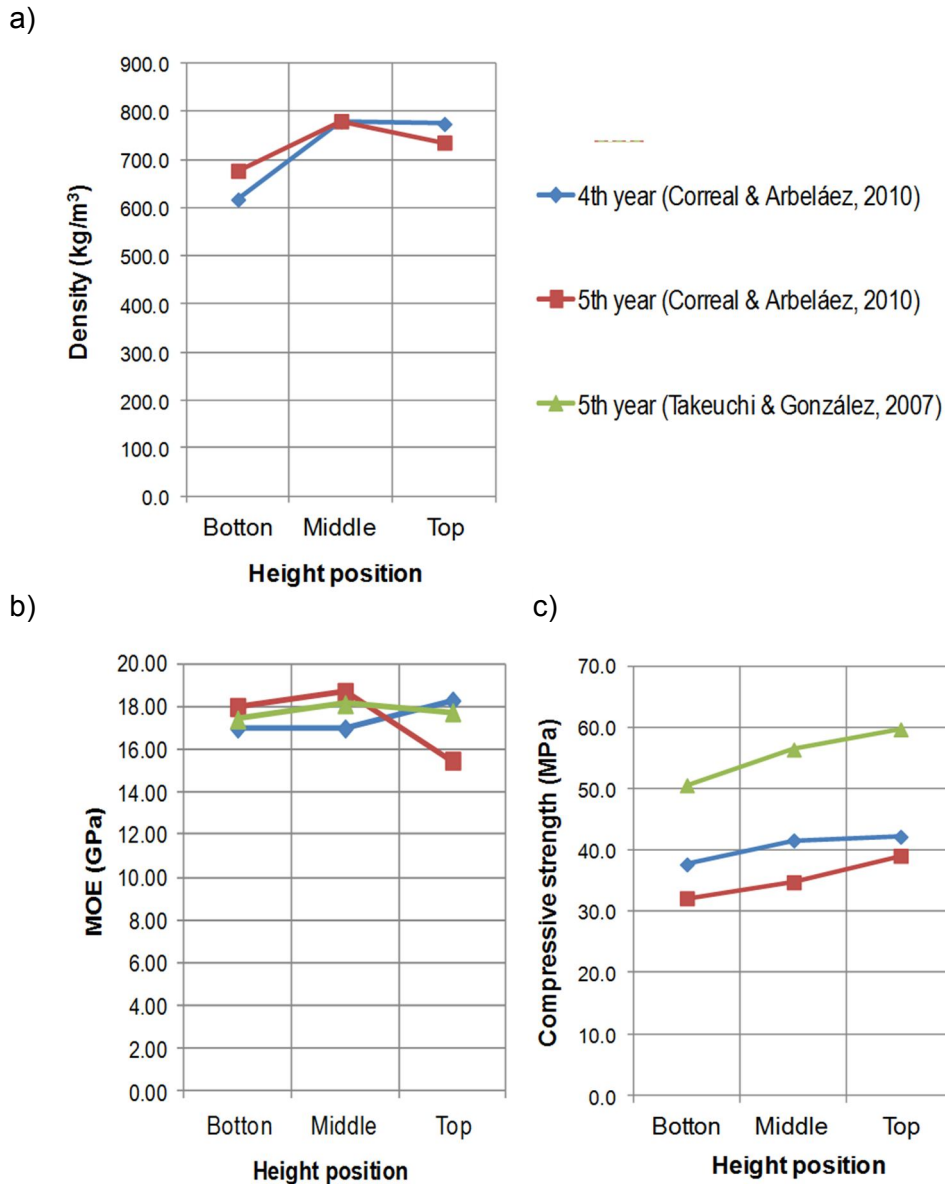 a)
900.0
800.0
700.0
600.0
500.0
400.0
300.0
200.0
100.0
0.0
Density (kg/m³)
Botton Middle Top
Height position
4th year (Correal & Arbeláez, 2010)
5th year (Correal & Arbeláez, 2010)
5th year (Takeuchi & González, 2007)
b)
20.00
18.00
16.00
14.00
12.00
10.00
8.00
6.00
4.00
2.00
0.00
MOE (GPa)
Botton Middle Top
Height position
c)
70.0
60.0
50.0
40.0
30.0
20.0
10.0
0.0
Compressive strength (MPa)
Botton Middle Top
Height position